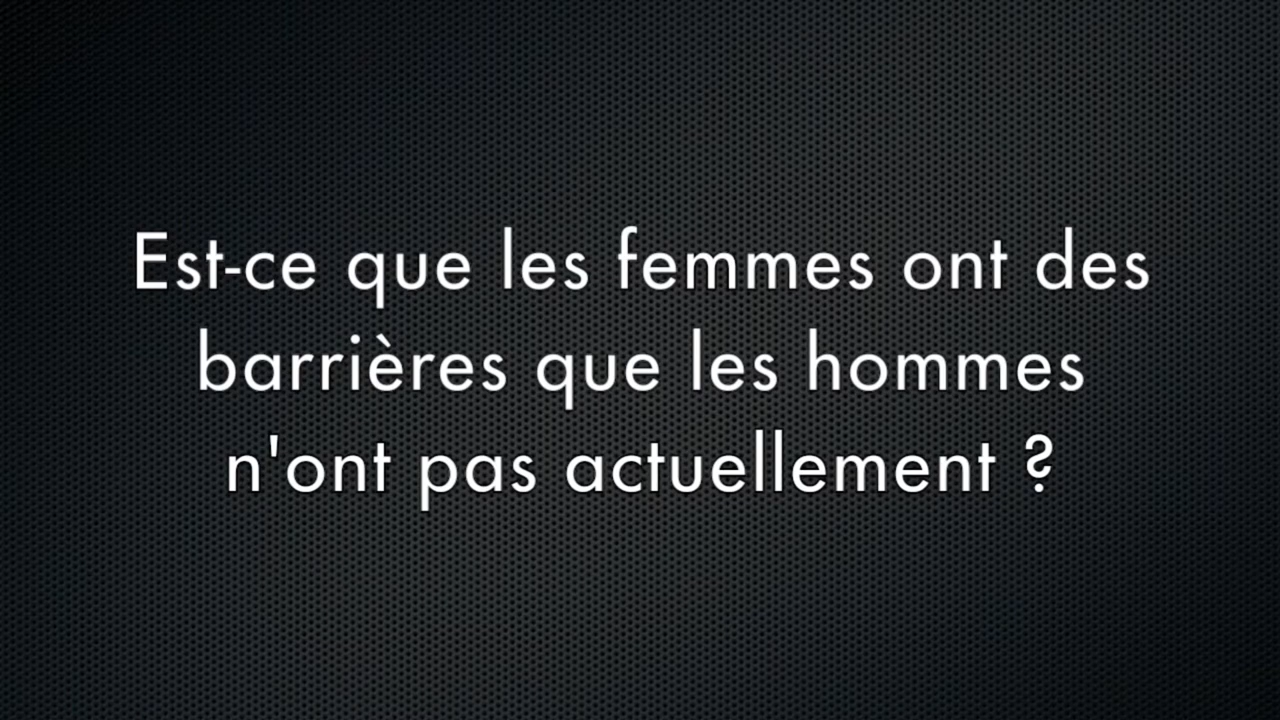 Est-ce que les femmes ont des
barrières que les hommes
n'ont pas actuellement ?